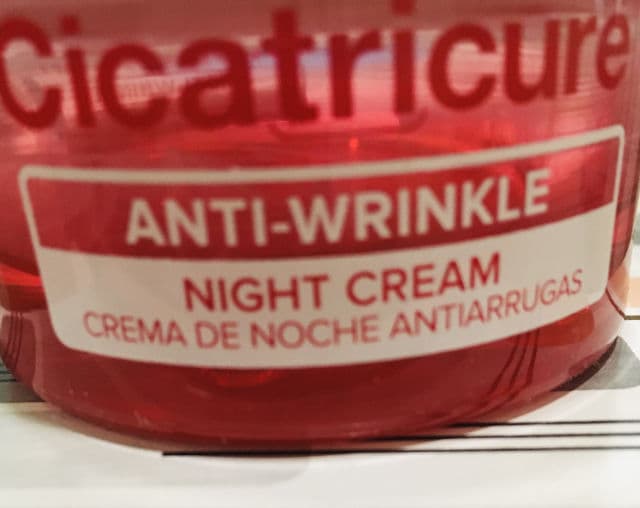 Cicatricure
ANTI-WRINKLE
NIGHT CREAM
CREMA DE NOCHE ANTIARRUGAS